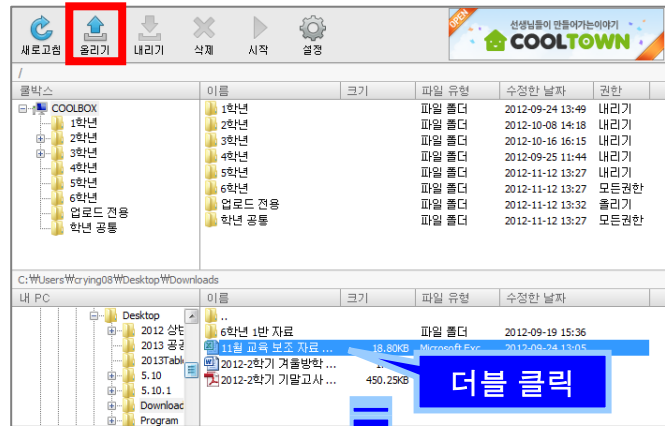 새로고침 올리기 내리기 삭제 시작 설정
OPEN 선생님들이 만들어가는이야기
COOLTOWN
/
쿨박스 이름 크기 파일 유형 수정한 날짜 권한
COOLBOX
1학년
2학년
3학년
4학년
5학년
6학년
업로드 전용
학년 공통
1학년 파일 폴더 2012-09-24 13:49 내리기
2학년 파일 폴더 2012-10-08 14:18 내리기
3학년 파일 폴더 2012-10-16 16:15 내리기
4학년 파일 폴더 2012-09-25 11:44 내리기
5학년 파일 폴더 2012-11-12 13:27 내리기
6학년 파일 폴더 2012-11-12 13:27 모든권한
업로드 전용 파일 폴더 2012-11-12 13:32 올리기
학년 공통 파일 폴더 2012-11-12 13:27 모든권한
C:₩Users₩crying08₩Desktop₩Downloads
내 PC 이름 크기 파일 유형 수정한 날짜
Desktop
2012 상반
2013 공공
2013Table
5.10
5.10.1
Download
Program
..
6학년 1반 자료 파일 폴더 2012-09-19 15:36
11월 교육 보조 자료 ... 18.80KB Microsoft Exc... 2012-09-24 13:05
2012-2학기 겨울방학 ...
2012-2학기 기말고사 ... 450.25KB
더블 클릭